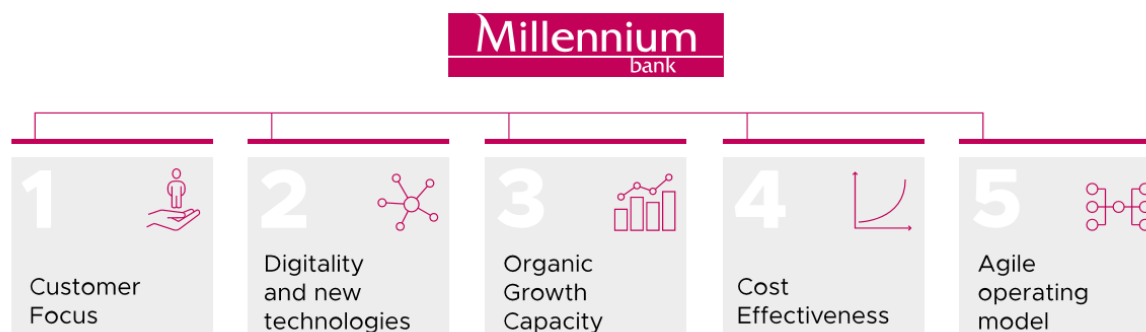 Millennium
bank
1
Customer
Focus
2
Digitality
and new
technologies
3
Organic
Growth
Capacity
4
Cost
Effectiveness
5
Agile
operating
model